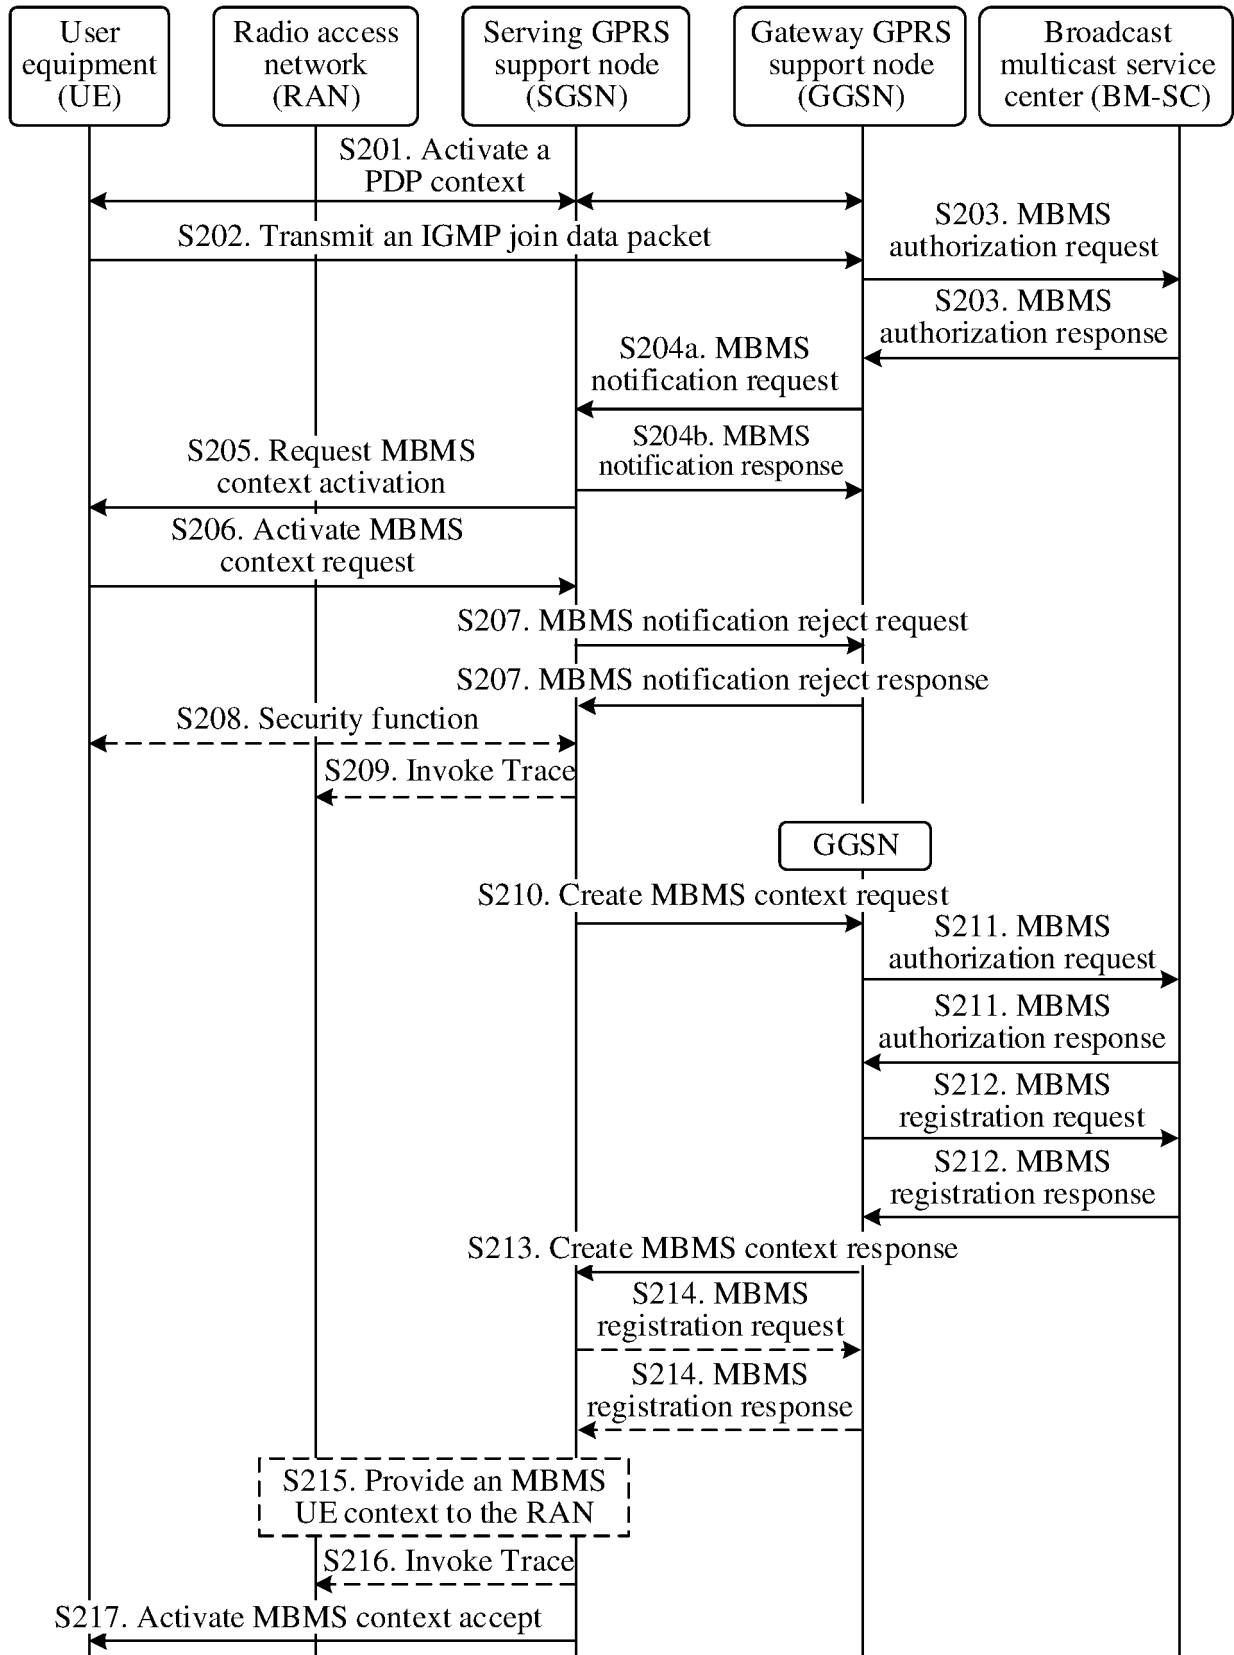 User
equipment
(UE)
Radio access
network
(RAN)
Serving GPRS
support node
(SGSN)
Gateway GPRS
support node
(GGSN)
Broadcast
multicast service
center (BM-SC)
S201. Activate a
PDP context
S202. Transmit an IGMP join data packet
S203. MBMS
authorization request
S203. MBMS
authorization response
S204a. MBMS
notification request
S204b. MBMS
notification response
S205. Request MBMS
context activation
S206. Activate MBMS
context request
S207. MBMS notification reject request
S207. MBMS notification reject response
S208. Security function
S209. Invoke Trace
GGSN
S210. Create MBMS context request
S211. MBMS
authorization request
S211. MBMS
authorization response
S212. MBMS
registration request
S212. MBMS
registration response
S213. Create MBMS context response
S214. MBMS
registration request
S214. MBMS
registration response
S215. Provide an MBMS
UE context to the RAN
S216. Invoke Trace
S217. Activate MBMS context accept